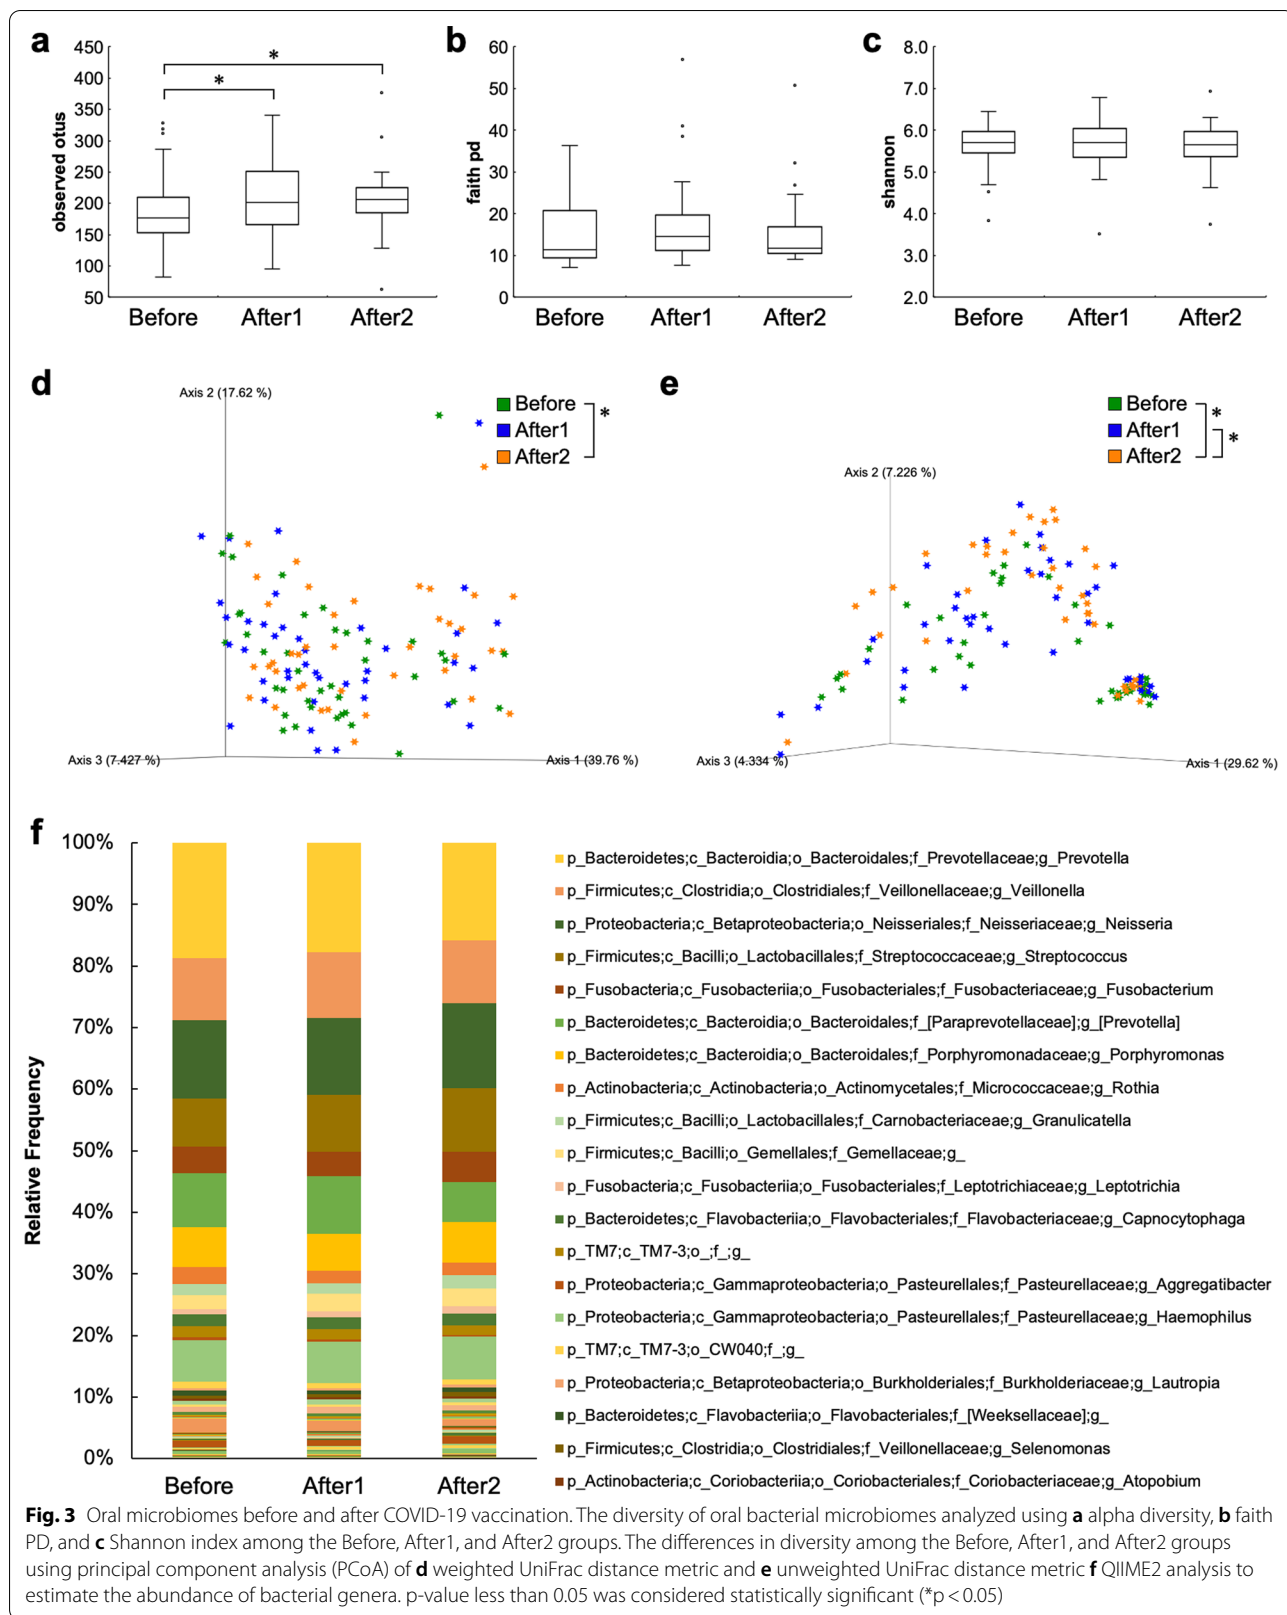 a
observed otus
450
400
350
300
250
200
150
100
50
*
*
Before After1 After2
b
faith pd
60
50
40
30
20
10
0
Before After1 After2
c
shannon
8.0
7.0
6.0
5.0
4.0
3.0
2.0
Before After1 After2
d
Axis 2 (17.62 %)
Before
After1
After2
*
Axis 3 (7.427 %)
Axis 1 (39.76 %)
e
Axis 2 (7.226 %)
Before
After1
After2
*
*
Axis 3 (4.334 %)
Axis 1 (29.62 %)
f
Relative Frequency
100%
90%
80%
70%
60%
50%
40%
30%
20%
10%
0%
Before After1 After2
p_Bacteroidetes;c_Bacteroidia;o_Bacteroidales;f_Prevotellaceae;g_Prevotella
p_Firmicutes;c_Clostridia;o_Clostridiales;f_Veillonellaceae;g_Veillonella
p_Proteobacteria;c_Betaproteobacteria;o_Neisseriales;f_Neisseriaceae;g_Neisseria
p_Firmicutes;c_Bacilli;o_Lactobacillales;f_Streptococcaceae;g_Streptococcus
p_Fusobacteria;c_Fusobacteriia;o_Fusobacteriales;f_Fusobacteriaceae;g_Fusobacterium
p_Bacteroidetes;c_Bacteroidia;o_Bacteroidales;f_[Paraprevotellaceae];g_[Prevotella]
p_Bacteroidetes;c_Bacteroidia;o_Bacteroidales;f_Porphyromonadaceae;g_Porphyromonas
p_Actinobacteria;c_Actinobacteria;o_Actinomycetales;f_Micrococcaceae;g_Rothia
p_Firmicutes;c_Bacilli;o_Lactobacillales;f_Carnobacteriaceae;g_Granulicatella
p_Firmicutes;c_Bacilli;o_Gemellales;f_Gemellaceae;g_
p_Fusobacteria;c_Fusobacteriia;o_Fusobacteriales;f_Leptotrichiaceae;g_Leptotrichia
p_Bacteroidetes;c_Flavobacteriia;o_Flavobacteriales;f_Flavobacteriaceae;g_Capnocytophaga
p_TM7;c_TM7-3;o_;f_;g_
p_Proteobacteria;c_Gammaproteobacteria;o_Pasteurellales;f_Pasteurellaceae;g_Aggregatibacter
p_Proteobacteria;c_Gammaproteobacteria;o_Pasteurellales;f_Pasteurellaceae;g_Haemophilus
p_TM7;c_TM7-3;o_CW040;f_;g_
p_Proteobacteria;c_Betaproteobacteria;o_Burkholderiales;f_Burkholderiaceae;g_Lautropia
p_Bacteroidetes;c_Flavobacteriia;o_Flavobacteriales;f_[Weeksellaceae];g_
p_Firmicutes;c_Clostridia;o_Clostridiales;f_Veillonellaceae;g_Selenomonas
p_Actinobacteria;c_Coriobacteriia;o_Coriobacteriales;f_Coriobacteriaceae;g_Atopobium
Fig. 3 Oral microbiomes before and after COVID-19 vaccination. The diversity of oral bacterial microbiomes analyzed using a alpha diversity, b faith
PD, and c Shannon index among the Before, After1, and After2 groups. The differences in diversity among the Before, After1, and After2 groups
using principal component analysis (PCoA) of d weighted UniFrac distance metric and e unweighted UniFrac distance metric f QIIME2 analysis to
estimate the abundance of bacterial genera. p-value less than 0.05 was considered statistically significant (*p < 0.05)